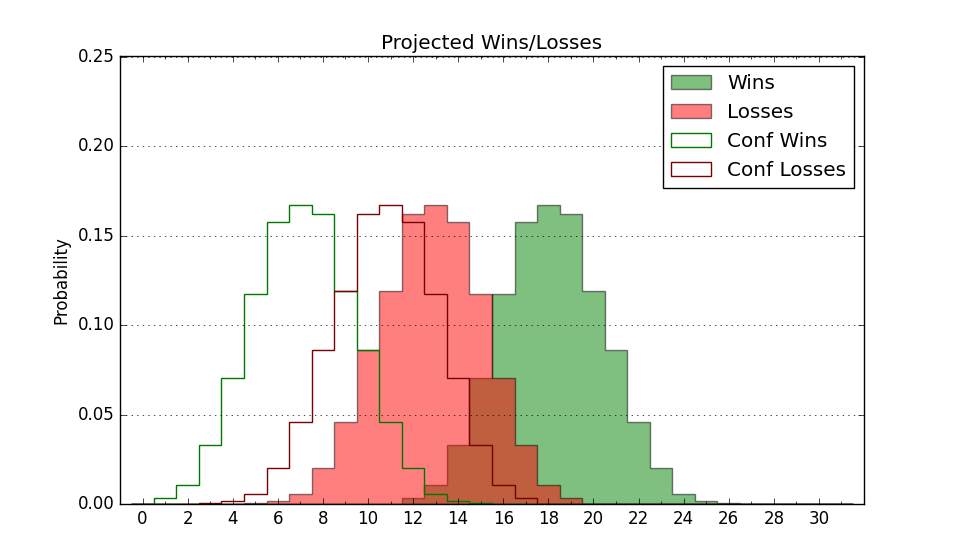 Projected Wins/Losses
0.25
0.20
0.15
0.10
0.05
0.00
Probability
Wins
Losses
Conf Wins
Conf Losses
0 2 4 6 8 10 12 14 16 18 20 22 24 26 28 30